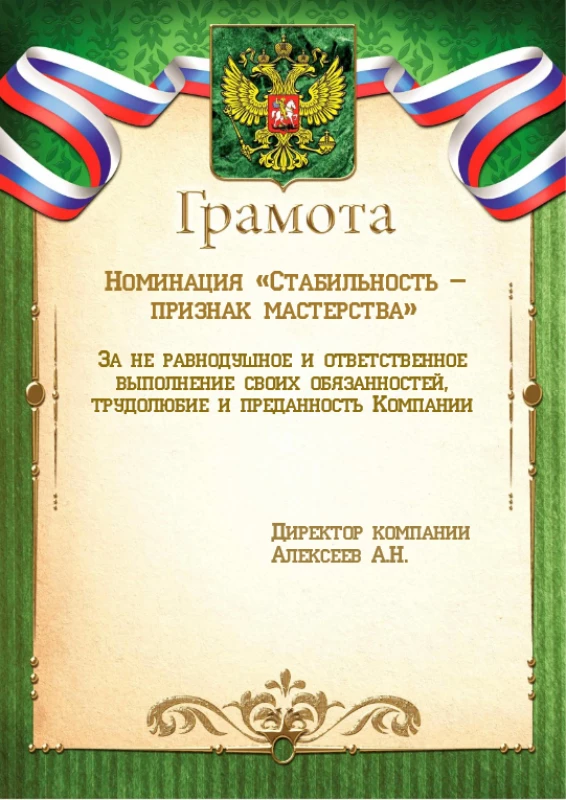 Грамота
Номинация «Стабильность –
признак мастерства»
За не равнодушное и ответственное
выполнение своих обязанностей,
трудолюбие и преданность Компании
Директор компании
Алексеев А.Н.